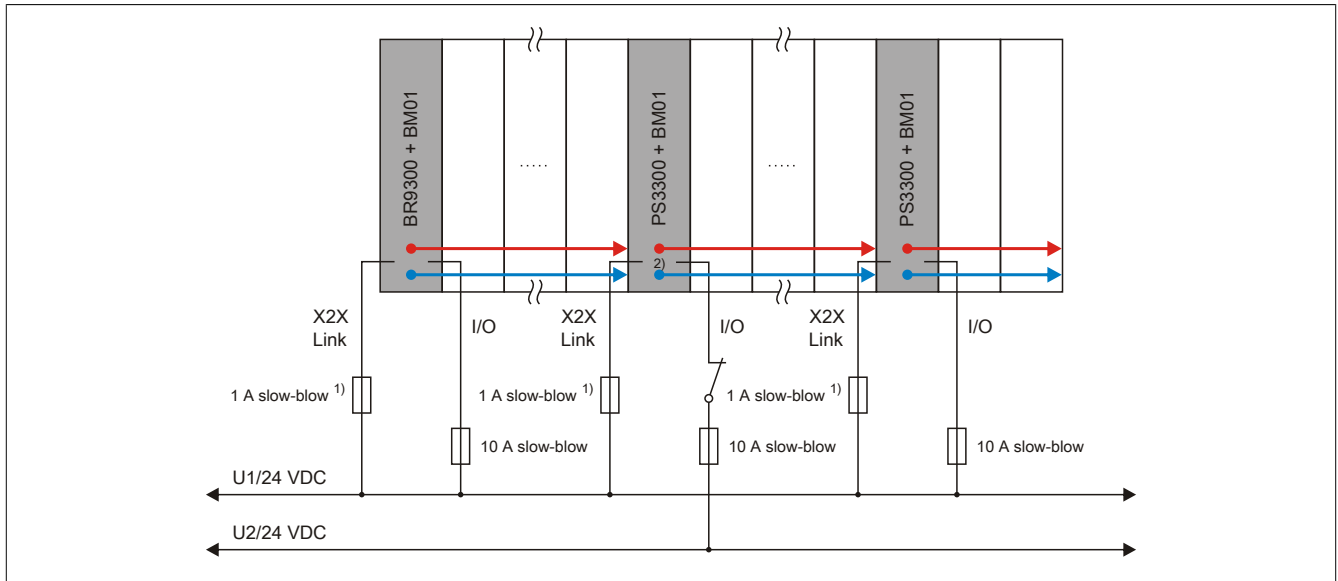 BR9300 + BM01
.....
PS3300 + BM01
.....
PS3300 + BM01
2)
X2X
Link
I/O
X2X
Link
I/O
X2X
Link
I/O
1 A slow-blow 1)
1 A slow-blow 1)
1 A slow-blow 1)
10 A slow-blow
10 A slow-blow
10 A slow-blow
U1/24 VDC
U2/24 VDC